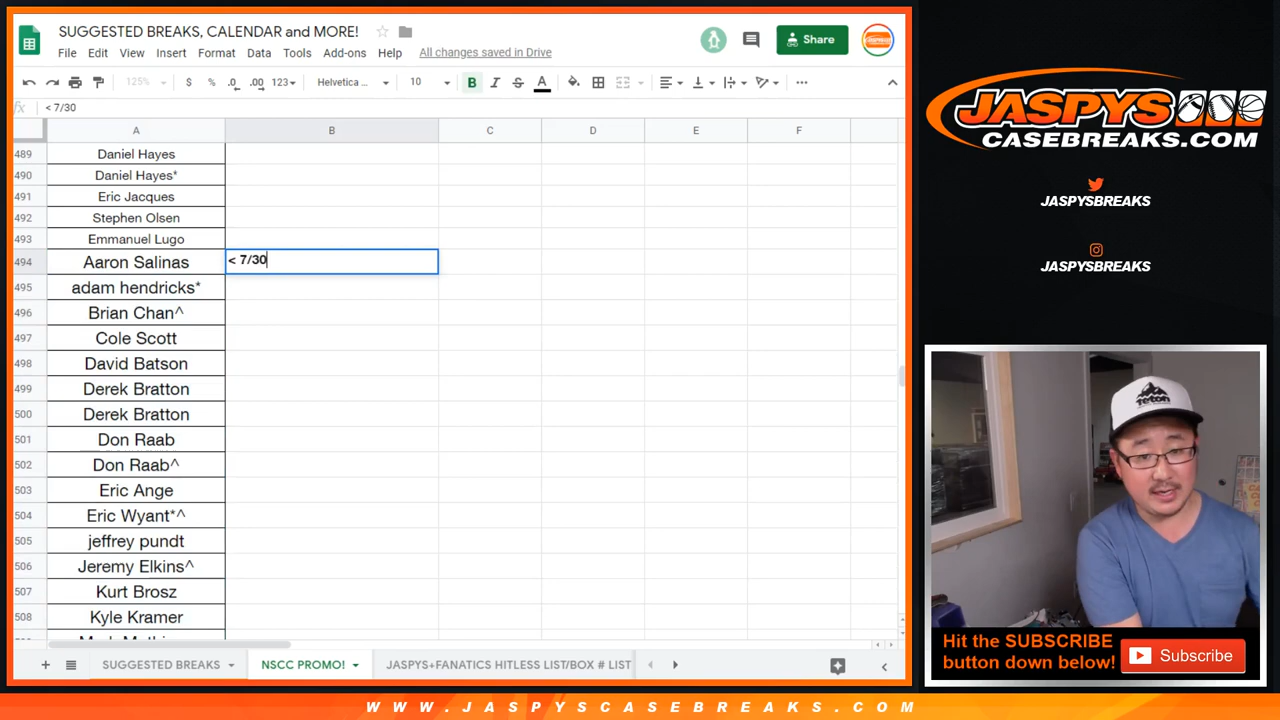 SUGGESTED BREAKS, CALENDAR and MORE!
File Edit View Insert Format Data Tools Add-ons Help All changes saved in Drive
Share
125% $ % .0 .00 123 Helvetica ... 10 B I S A
fx < 7/30
A B C D E F
489 Daniel Hayes
490 Daniel Hayes*
491 Eric Jacques
492 Stephen Olsen
493 Emmanuel Lugo
494 Aaron Salinas < 7/30
495 adam hendricks*
496 Brian Chan^
497 Cole Scott
498 David Batson
499 Derek Bratton
500 Derek Bratton
501 Don Raab
502 Don Raab^
503 Eric Ange
504 Eric Wyant*^
505 jeffrey pundt
506 Jeremy Elkins^
507 Kurt Brosz
508 Kyle Kramer
SUGGESTED BREAKS NSCC PROMO! JASPYS+FANATICS HITLESS LIST/BOX # LIST
JASPYS
CASEBREAKS.COM
JASPYSBREAKS
JASPYSBREAKS
TETON
Hit the SUBSCRIBE
button down below!
Subscribe
WWW.JASPYSCASEBREAKS.COM